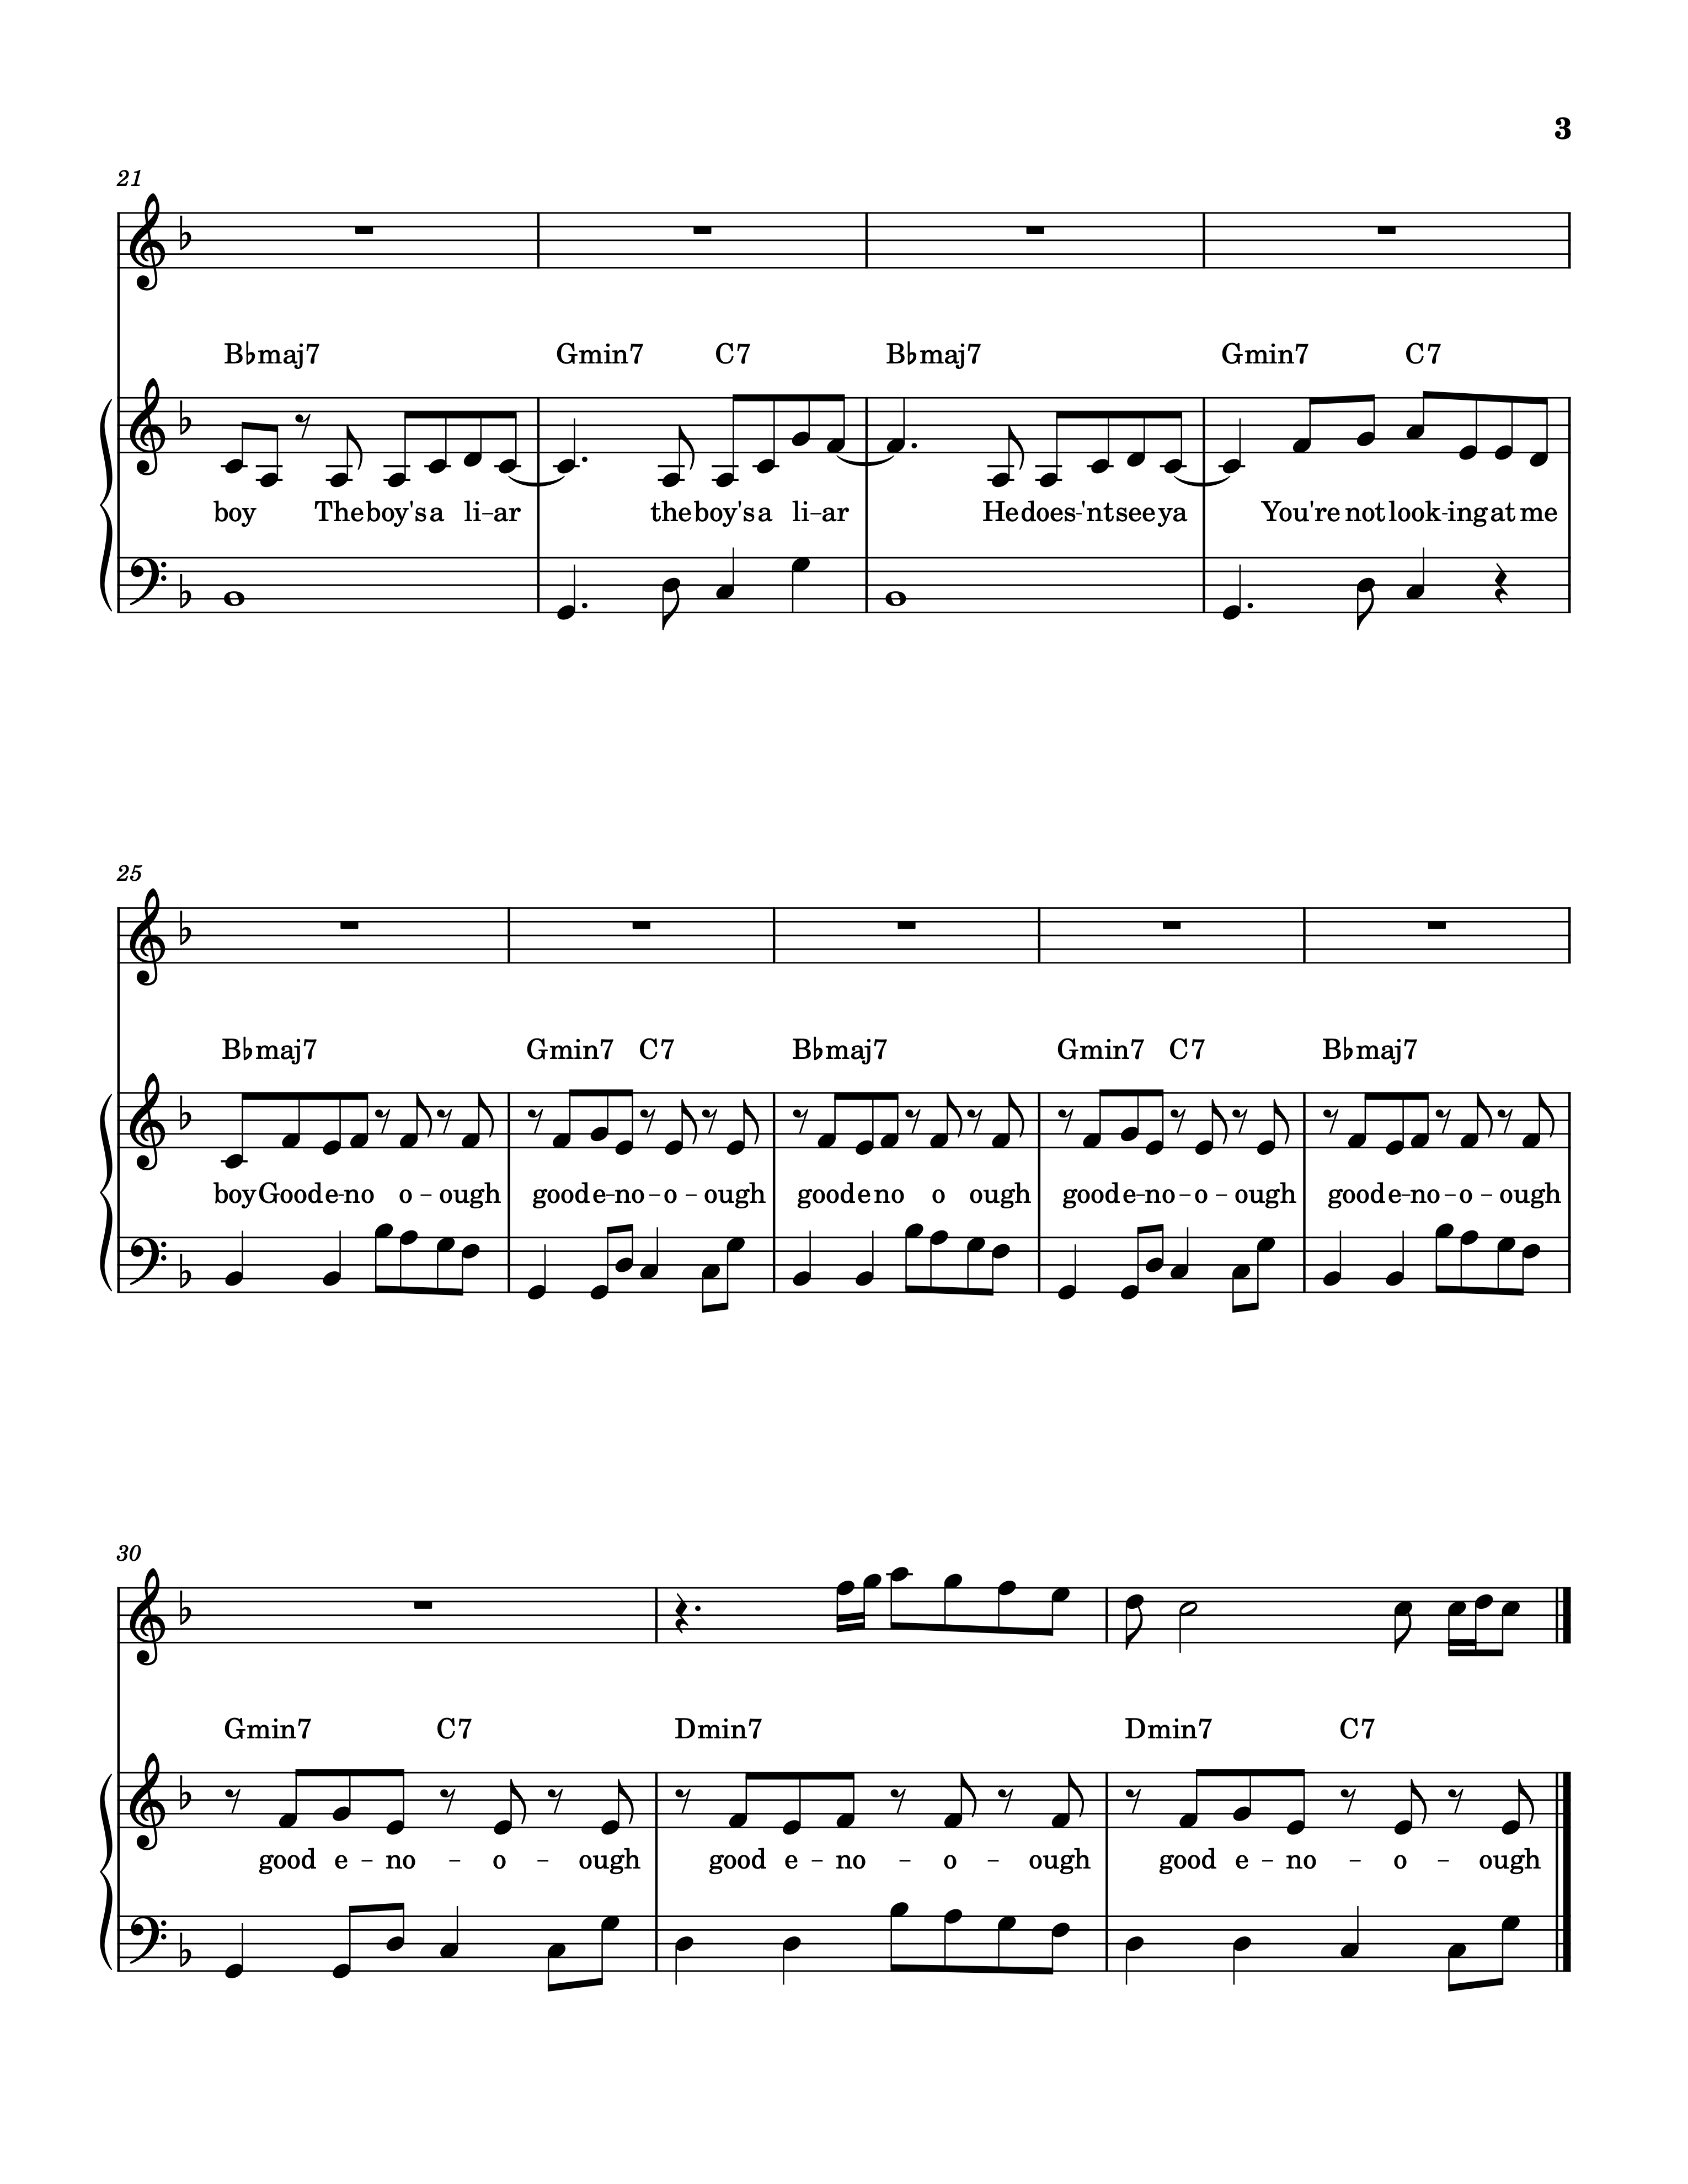 3
21
B♭maj7 Gmin7 C7 B♭maj7 Gmin7 C7
boy The boy's a li-ar the boy's a li-ar He does-'nt see ya You're not look-ing at me
25
B♭maj7 Gmin7 C7 B♭maj7 Gmin7 C7 B♭maj7
boy Good e-no o-ough good e-no-o-ough good e no o ough good e-no-o-ough good e-no-o-ough
30
Gmin7 C7 Dmin7 Dmin7 C7
good e-no-o-ough good e-no-o-ough good e-no-o-ough